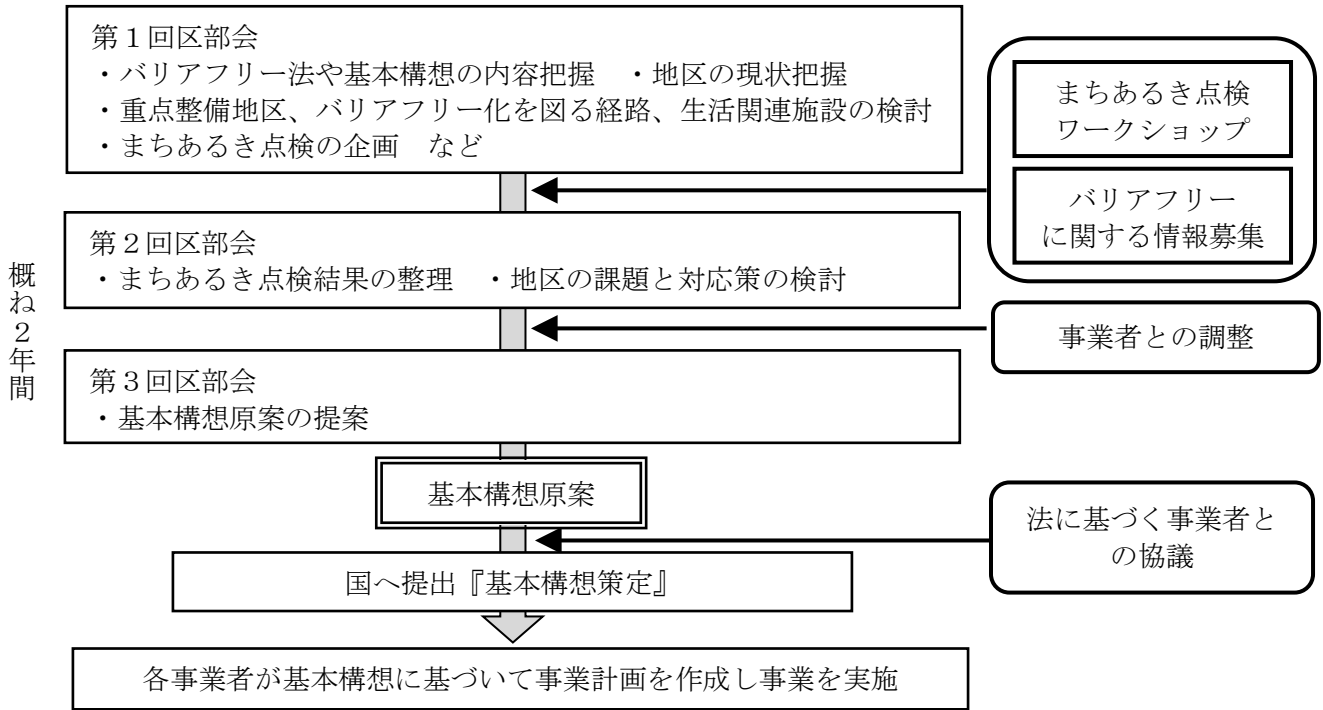 第１回区部会
・バリアフリー法や基本構想の内容把握　・地区の現状把握
・重点整備地区、バリアフリー化を図る経路、生活関連施設の検討
・まちあるき点検の企画　など
まちあるき点検
ワークショップ
バリアフリー
に関する情報募集
概ね２年間
第２回区部会
・まちあるき点検結果の整理　・地区の課題と対応策の検討
事業者との調整
第３回区部会
・基本構想原案の提案
基本構想原案
法に基づく事業者と
の協議
国へ提出『基本構想策定』
各事業者が基本構想に基づいて事業計画を作成し事業を実施